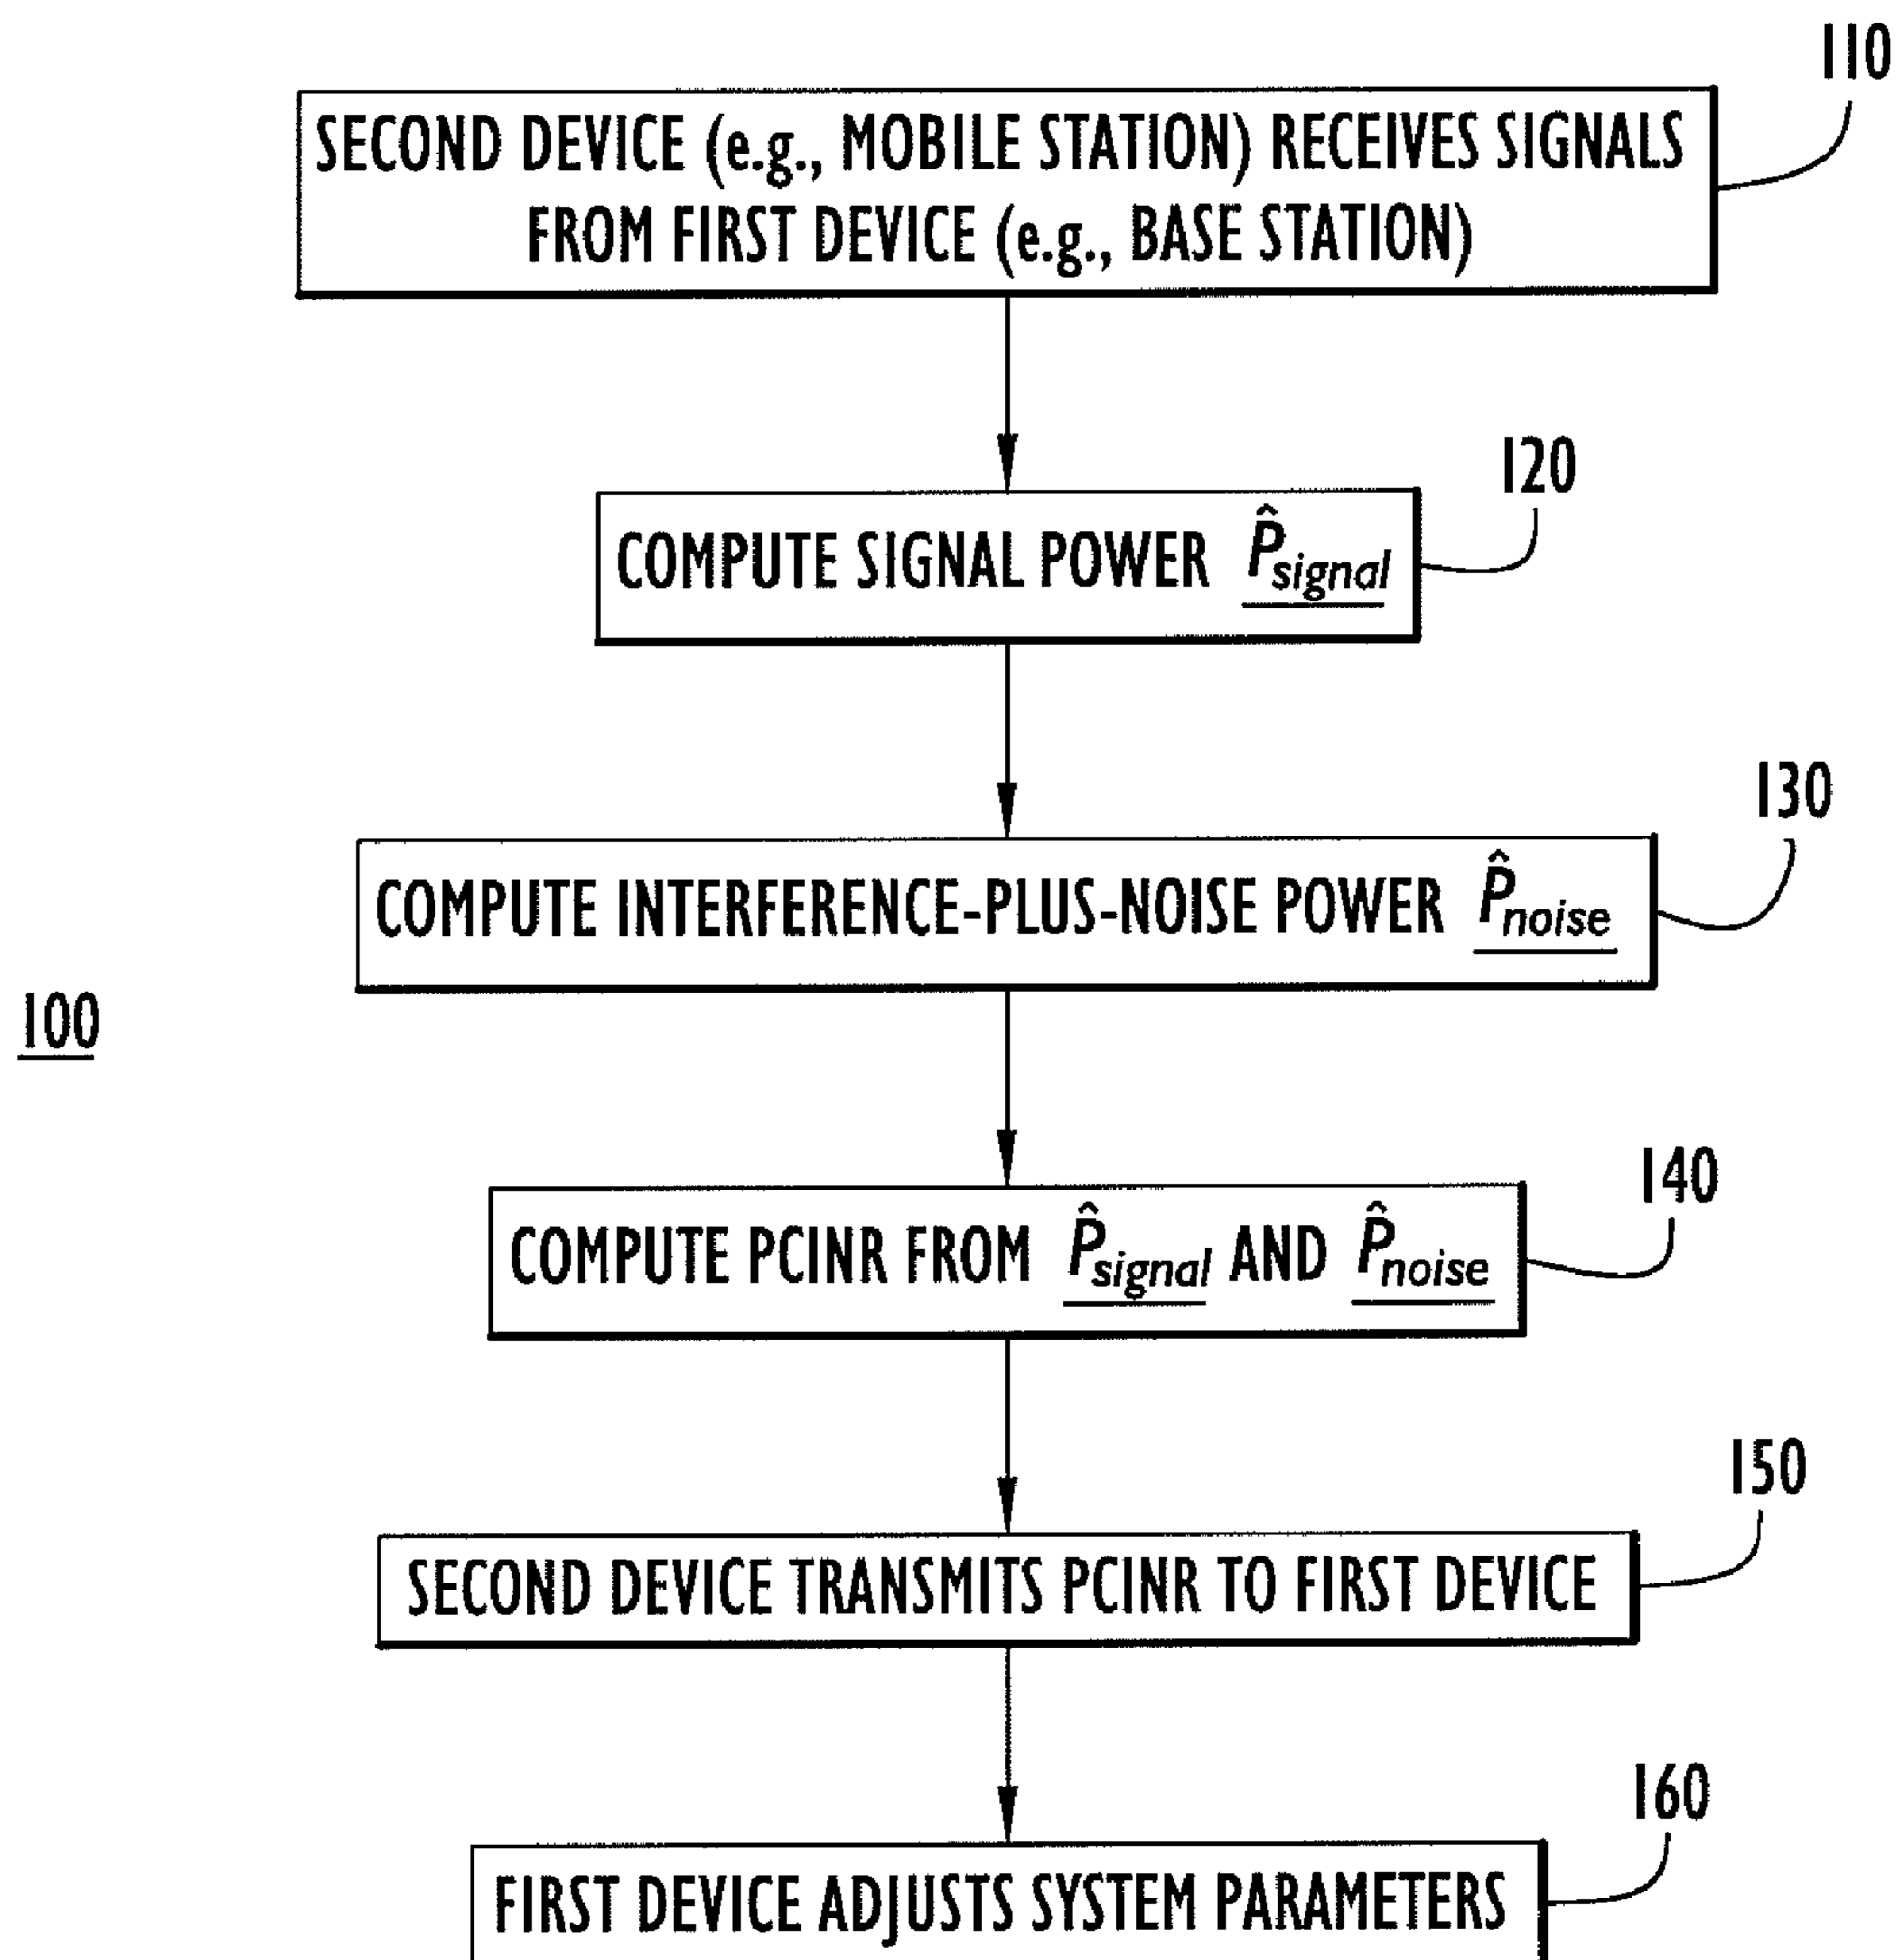 110
SECOND DEVICE (e.g., MOBILE STATION) RECEIVES SIGNALS
FROM FIRST DEVICE (e.g., BASE STATION)
120
COMPUTE SIGNAL POWER P̂signal
130
COMPUTE INTERFERENCE-PLUS-NOISE POWER P̂noise
100
140
COMPUTE PCINR FROM P̂signal AND P̂noise
150
SECOND DEVICE TRANSMITS PCINR TO FIRST DEVICE
160
FIRST DEVICE ADJUSTS SYSTEM PARAMETERS